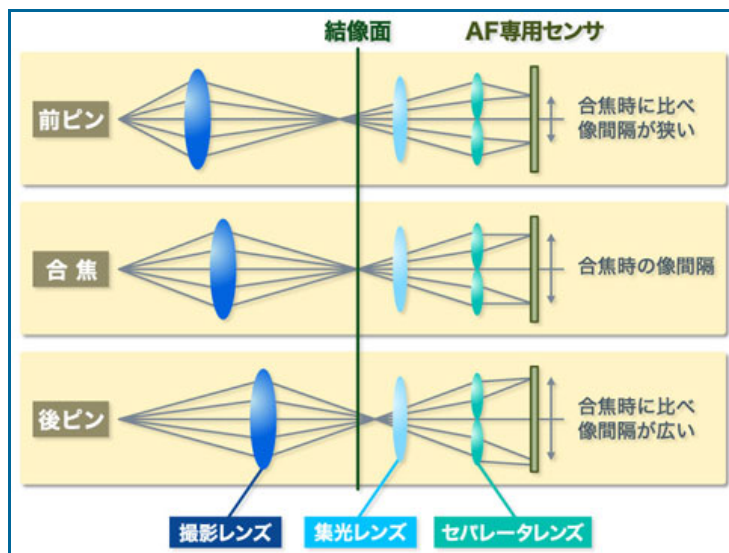 結像面
AF専用センサ
前ピン
合焦時に比べ
像間隔が狭い
合 焦
合焦時の像間隔
後ピン
合焦時に比べ
像間隔が広い
撮影レンズ
集光レンズ
セパレータレンズ